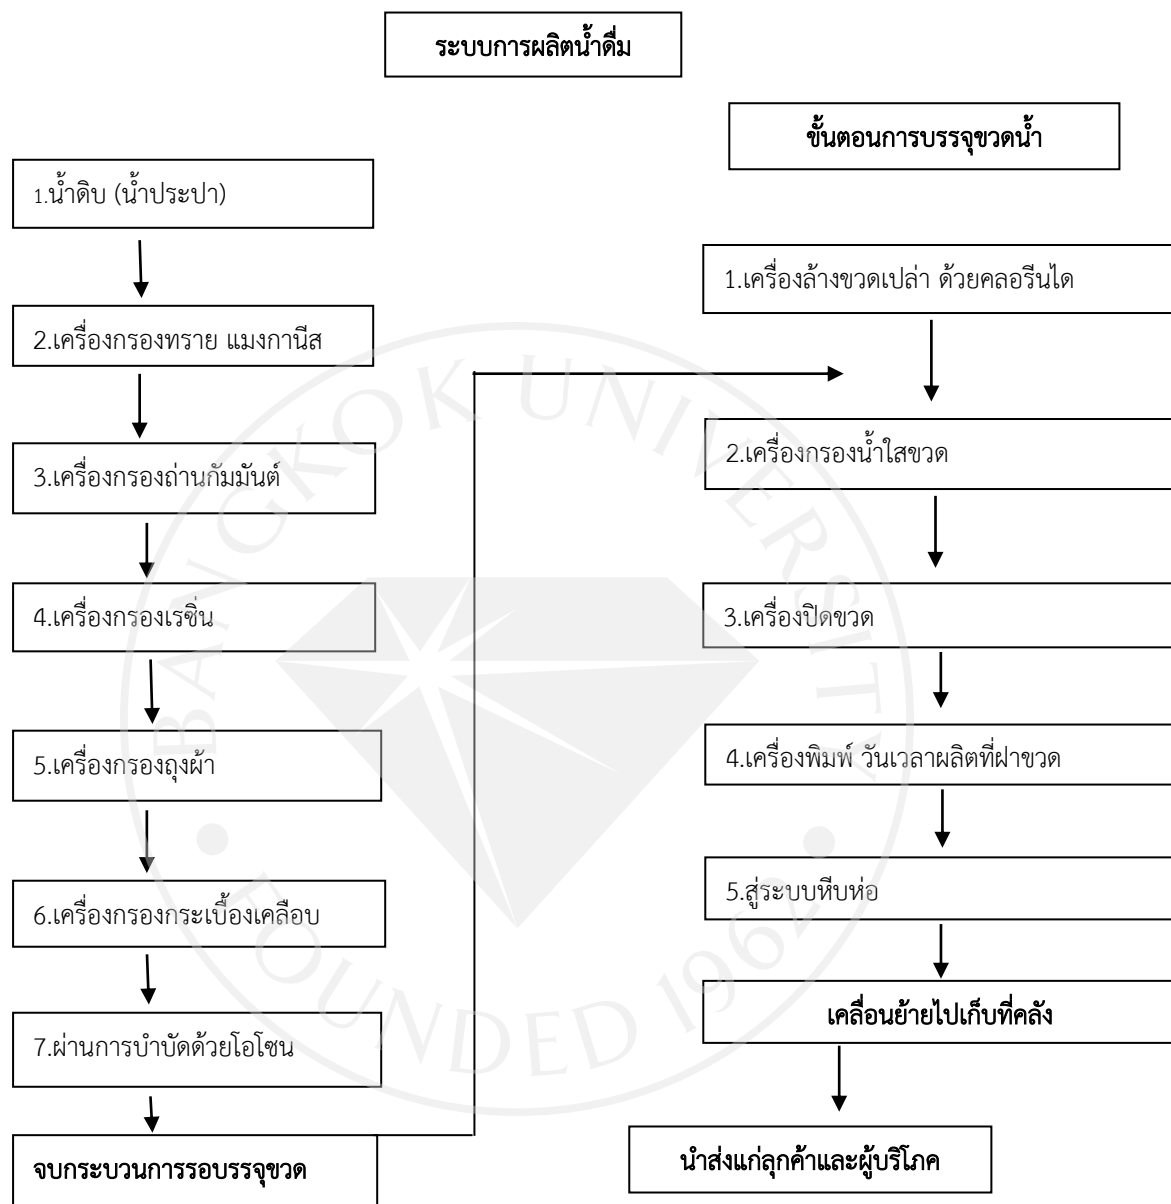 ระบบการผลิตน้ำดื่ม
ขั้นตอนการบรรจุขวดน้ำ
1.น้ำดิบ (น้ำประปา)
2.เครื่องกรองทราย แมงกานีส
3.เครื่องกรองถ่านกัมมันต์
4.เครื่องกรองเรซิ่น
5.เครื่องกรองถุงผ้า
6.เครื่องกรองกระเบื้องเคลือบ
7.ผ่านการบำบัดด้วยโอโซน
จบกระบวนการรอบรรจุขวด
1.เครื่องล้างขวดเปล่า ด้วยคลอรีนได
2.เครื่องกรองน้ำใสขวด
3.เครื่องปิดขวด
4.เครื่องพิมพ์ วันเวลาผลิตที่ฝาขวด
5.สู่ระบบหีบห่อ
เคลื่อนย้ายไปเก็บที่คลัง
นำส่งแก่ลุกค้าและผู้บริโภค
BANGKOK UNIVERSITY
FOUNDED 1962